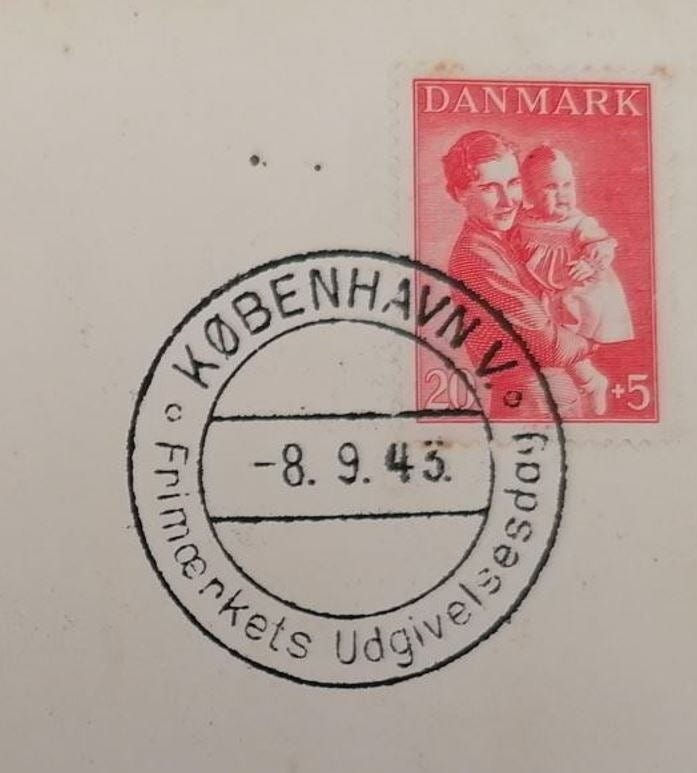 DANMARK
20 +5
KØBENHAVN V.
-8. 9. 43.
Frimærkets Udgivelsesdag